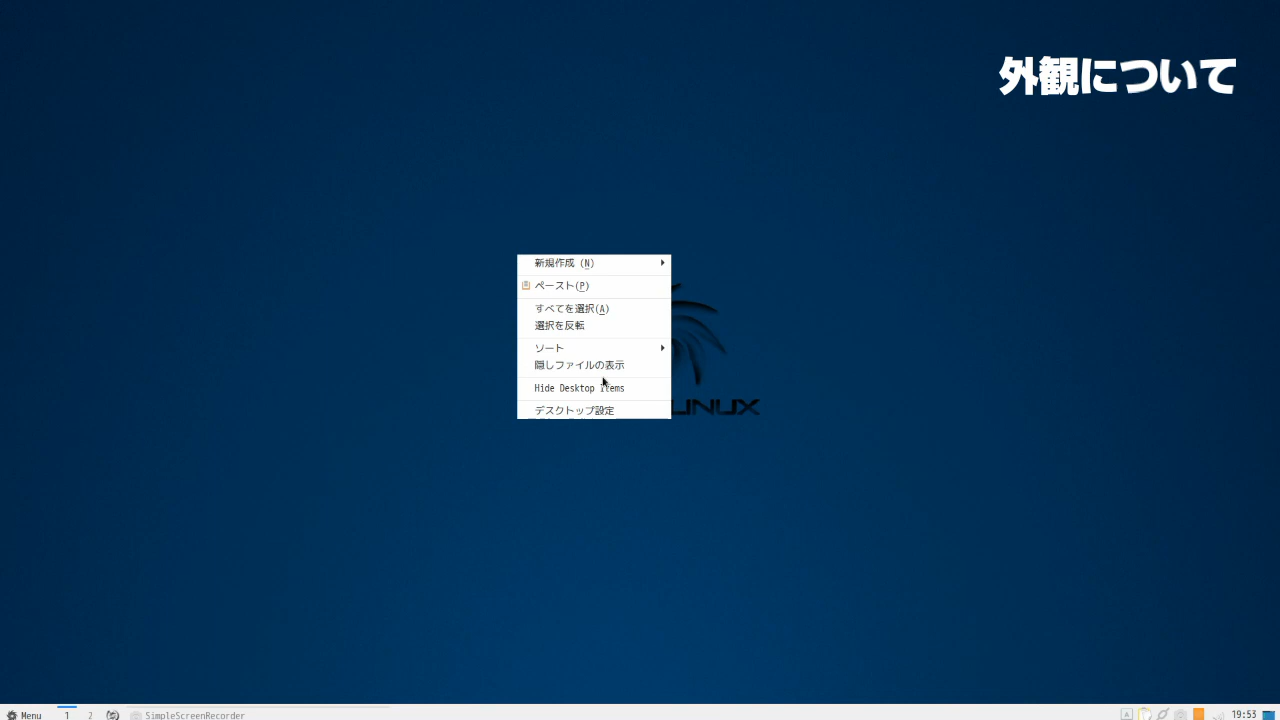 外観について
新規作成 (N)
ペースト(P)
すべてを選択(A)
選択を反転
ソート
隠しファイルの表示
Hide Desktop Items
デスクトップ設定
Menu
1
2
SimpleScreenRecorder
A
19:53